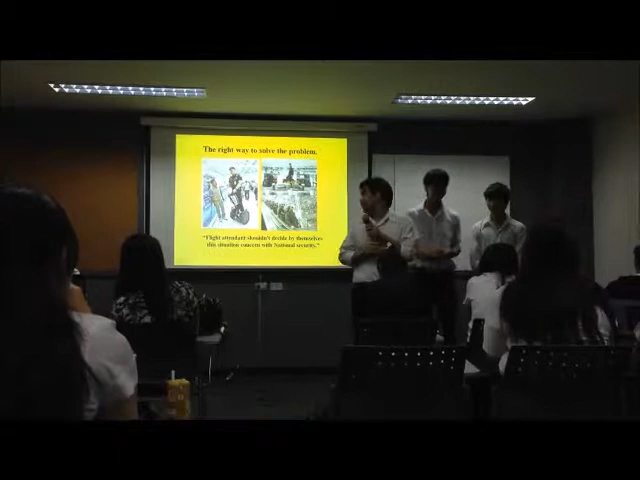 The right way to solve the problem.
"Flight attendant shouldn't decide by themselves
this situation concern with National security."